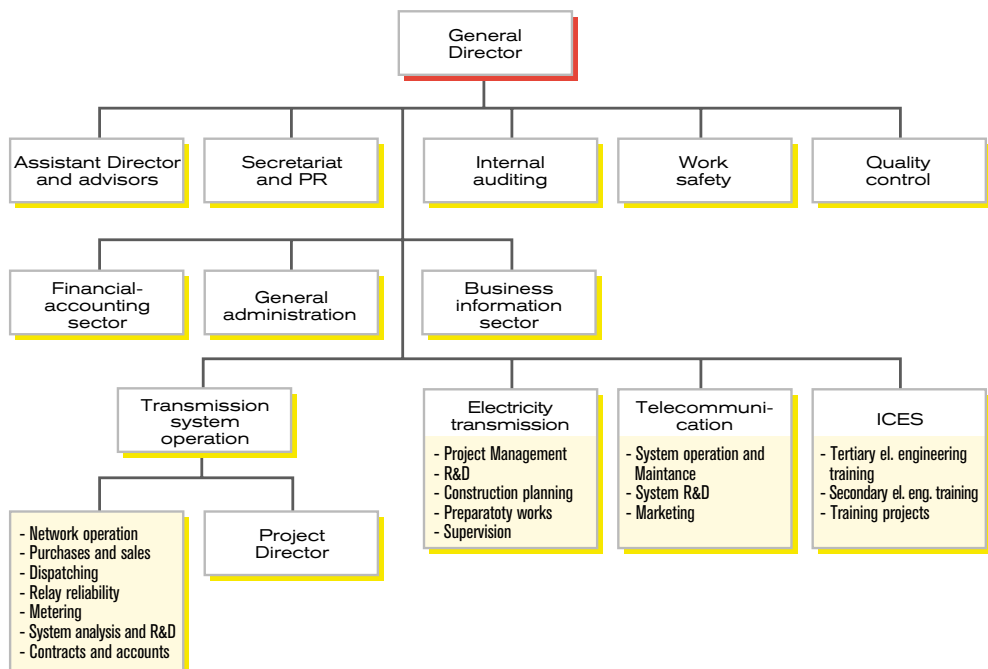 General
Director
Assistant Director
and advisors
Secretariat
and PR
Internal
auditing
Work
safety
Quality
control
Financial-
accounting
sector
General
administration
Business
information
sector
Transmission
system
operation
Electricity
transmission
- Project Management
- R&D
- Construction planning
- Preparatoty works
- Supervision
Telecommuni-
cation
- System operation and
Maintance
- System R&D
- Marketing
ICES
- Tertiary el. engineering
training
- Secondary el. eng. training
- Training projects
- Network operation
- Purchases and sales
- Dispatching
- Relay reliability
- Metering
- System analysis and R&D
- Contracts and accounts
Project
Director